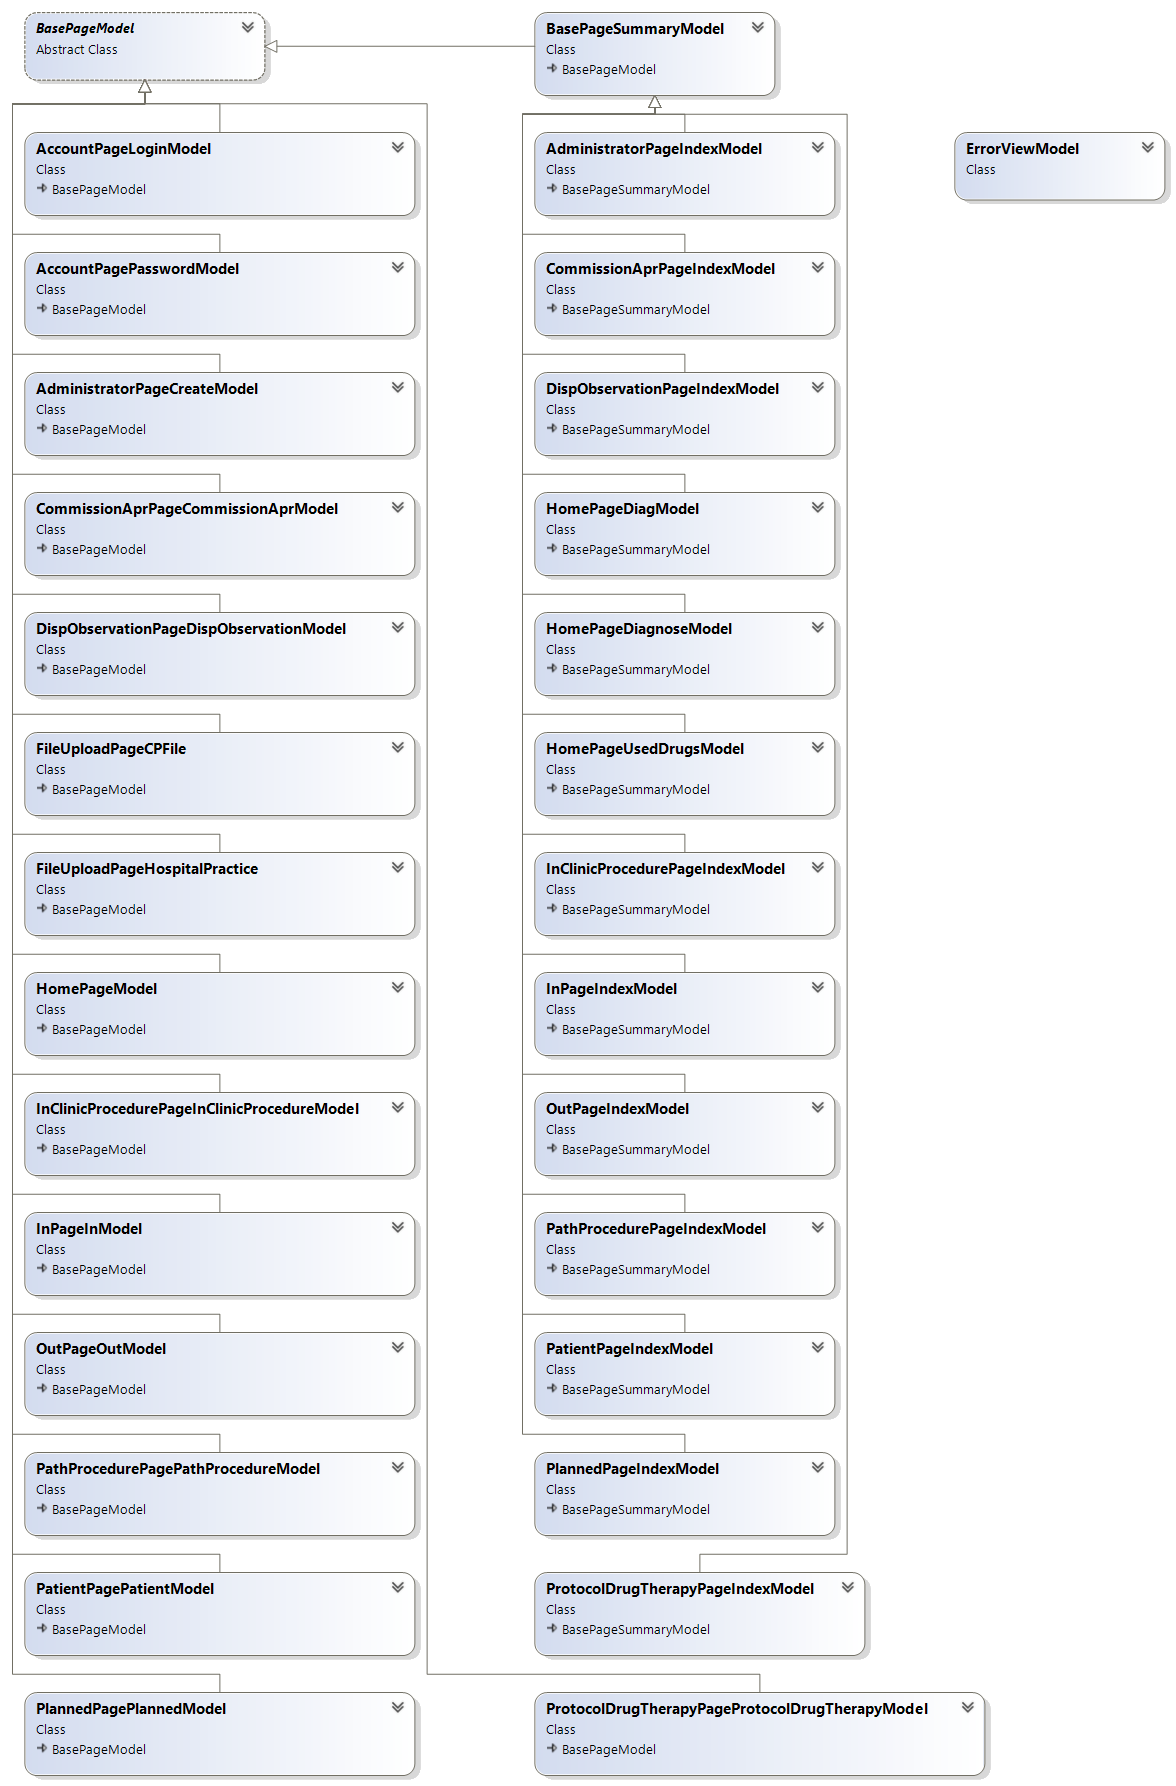 BasePageModel
Abstract Class
BasePageSummaryModel
Class
BasePageModel
AccountPageLoginModel
Class
BasePageModel
AdministratorPageIndexModel
Class
BasePageSummaryModel
ErrorViewModel
Class
AccountPagePasswordModel
Class
BasePageModel
CommissionAprPageIndexModel
Class
BasePageSummaryModel
AdministratorPageCreateModel
Class
BasePageModel
DispObservationPageIndexModel
Class
BasePageSummaryModel
CommissionAprPageCommissionAprModel
Class
BasePageModel
HomePageDiagModel
Class
BasePageSummaryModel
DispObservationPageDispObservationModel
Class
BasePageModel
HomePageDiagnoseModel
Class
BasePageSummaryModel
FileUploadPageCPFile
Class
BasePageModel
HomePageUsedDrugsModel
Class
BasePageSummaryModel
FileUploadPageHospitalPractice
Class
BasePageModel
InClinicProcedurePageIndexModel
Class
BasePageSummaryModel
HomePageModel
Class
BasePageModel
InPageIndexModel
Class
BasePageSummaryModel
InClinicProcedurePageInClinicProcedureModel
Class
BasePageModel
OutPageIndexModel
Class
BasePageSummaryModel
InPageInModel
Class
BasePageModel
PathProcedurePageIndexModel
Class
BasePageSummaryModel
OutPageOutModel
Class
BasePageModel
PatientPageIndexModel
Class
BasePageSummaryModel
PathProcedurePagePathProcedureModel
Class
BasePageModel
PlannedPageIndexModel
Class
BasePageSummaryModel
PatientPagePatientModel
Class
BasePageModel
ProtocolDrugTherapyPageIndexModel
Class
BasePageSummaryModel
PlannedPagePlannedModel
Class
BasePageModel
ProtocolDrugTherapyPageProtocolDrugTherapyModel
Class
BasePageModel